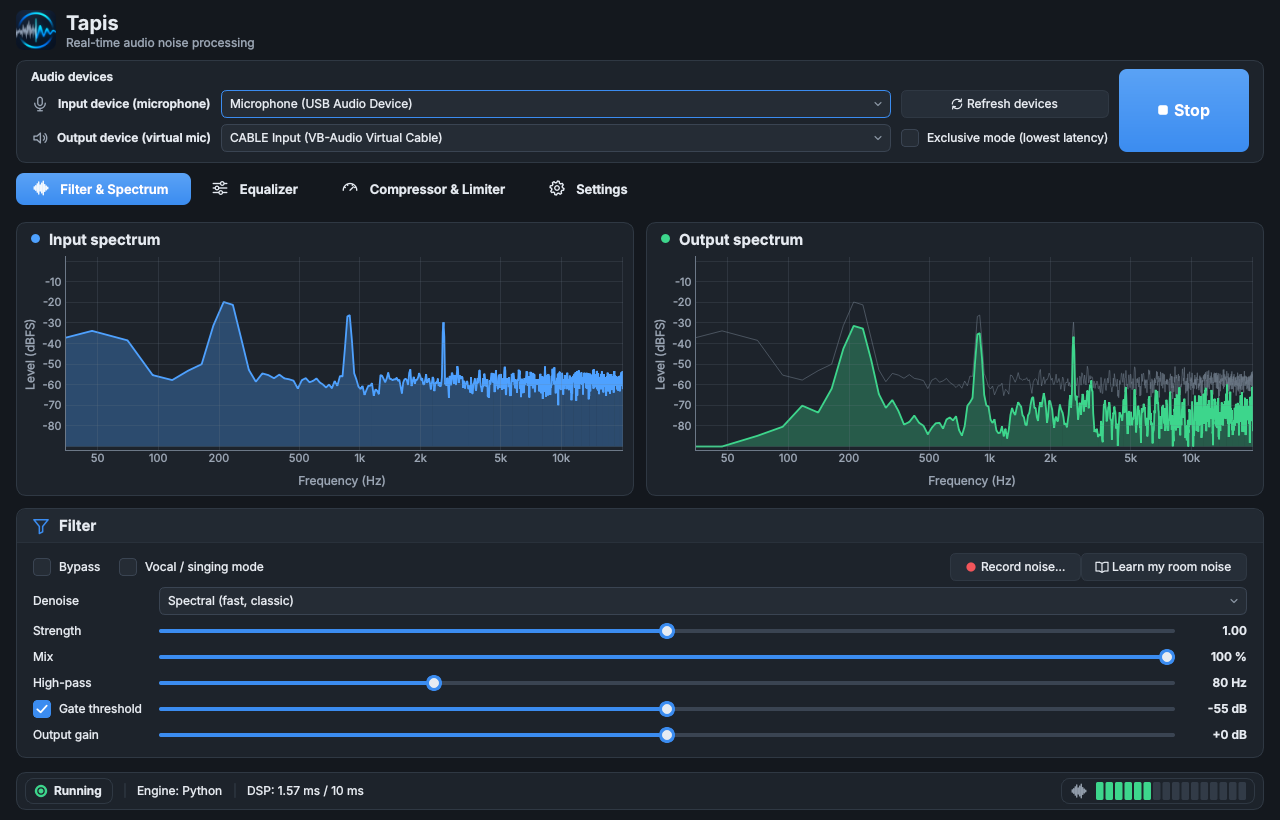 Tapis
Real-time audio noise processing
Audio devices
Input device (microphone) Microphone (USB Audio Device) Refresh devices
Stop
Output device (virtual mic) CABLE Input (VB-Audio Virtual Cable) Exclusive mode (lowest latency)
Filter & Spectrum Equalizer Compressor & Limiter Settings
Input spectrum
Level (dBFS)
-10
-20
-30
-40
-50
-60
-70
-80
50 100 200 500 1k 2k 5k 10k
Frequency (Hz)
Output spectrum
Level (dBFS)
-10
-20
-30
-40
-50
-60
-70
-80
50 100 200 500 1k 2k 5k 10k
Frequency (Hz)
Filter
Bypass Vocal / singing mode Record noise... Learn my room noise
Denoise Spectral (fast, classic)
Strength 1.00
Mix 100 %
High-pass 80 Hz
Gate threshold -55 dB
Output gain +0 dB
Running Engine: Python DSP: 1.57 ms / 10 ms